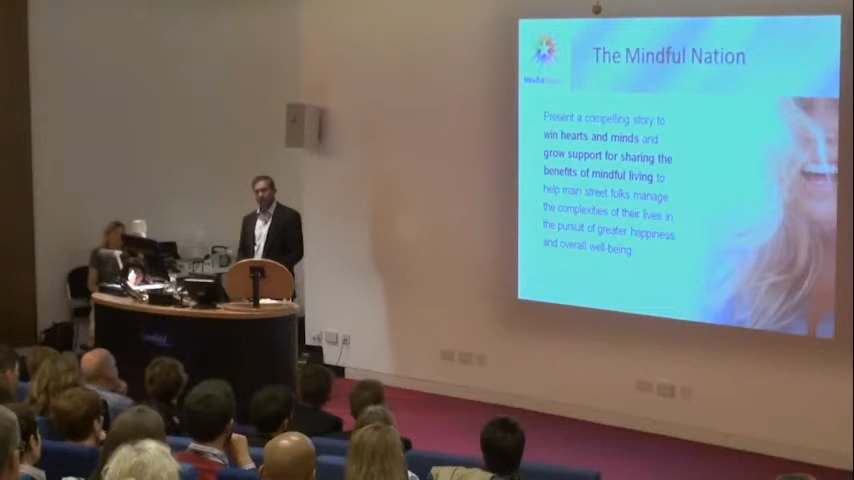 The Mindful Nation
Present a compelling story to
win hearts and minds and
grow support for sharing the
benefits of mindful living to
help main street folks manage
the complexities of their lives in
the pursuit of greater happiness
and overall well-being